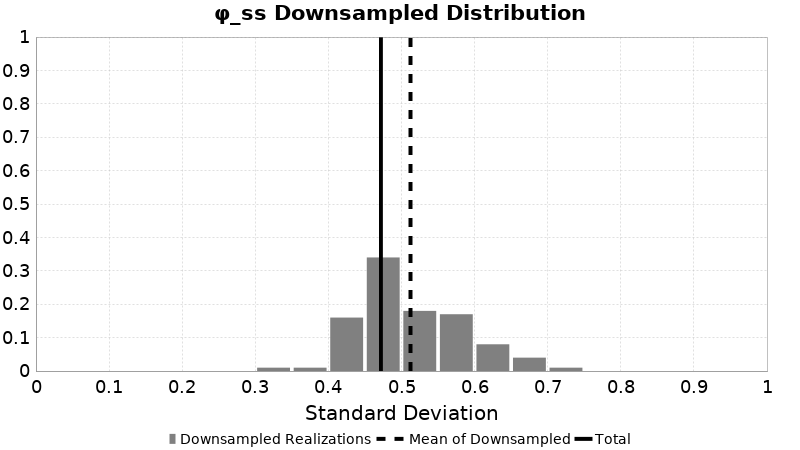 φ_ss Downsampled Distribution
1
0.9
0.8
0.7
0.6
0.5
0.4
0.3
0.2
0.1
0
0 0.1 0.2 0.3 0.4 0.5 0.6 0.7 0.8 0.9 1
Standard Deviation
Downsampled Realizations Mean of Downsampled Total